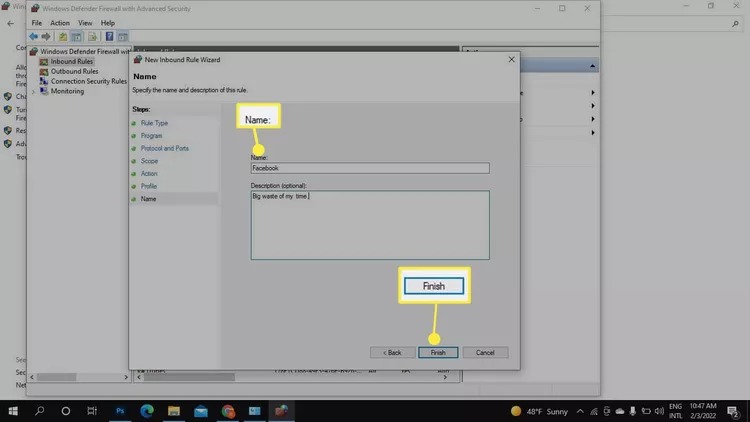 Windows Defender Firewall with Advanced Security
File Action View Help
Windows Defender Firewall wit
Inbound Rules
Outbound Rules
Connection Security Rules
Monitoring
New Inbound Rule Wizard
Name
Specify the name and description of this rule.
Steps:
Rule Type
Program
Protocol and Ports
Scope
Action
Profile
Name
Name:
Name:
Facebook
Description (optional):
Big waste of my time.
Finish
< Back Finish Cancel
48°F Sunny
ENG
INTL
10:47 AM
2/3/2022